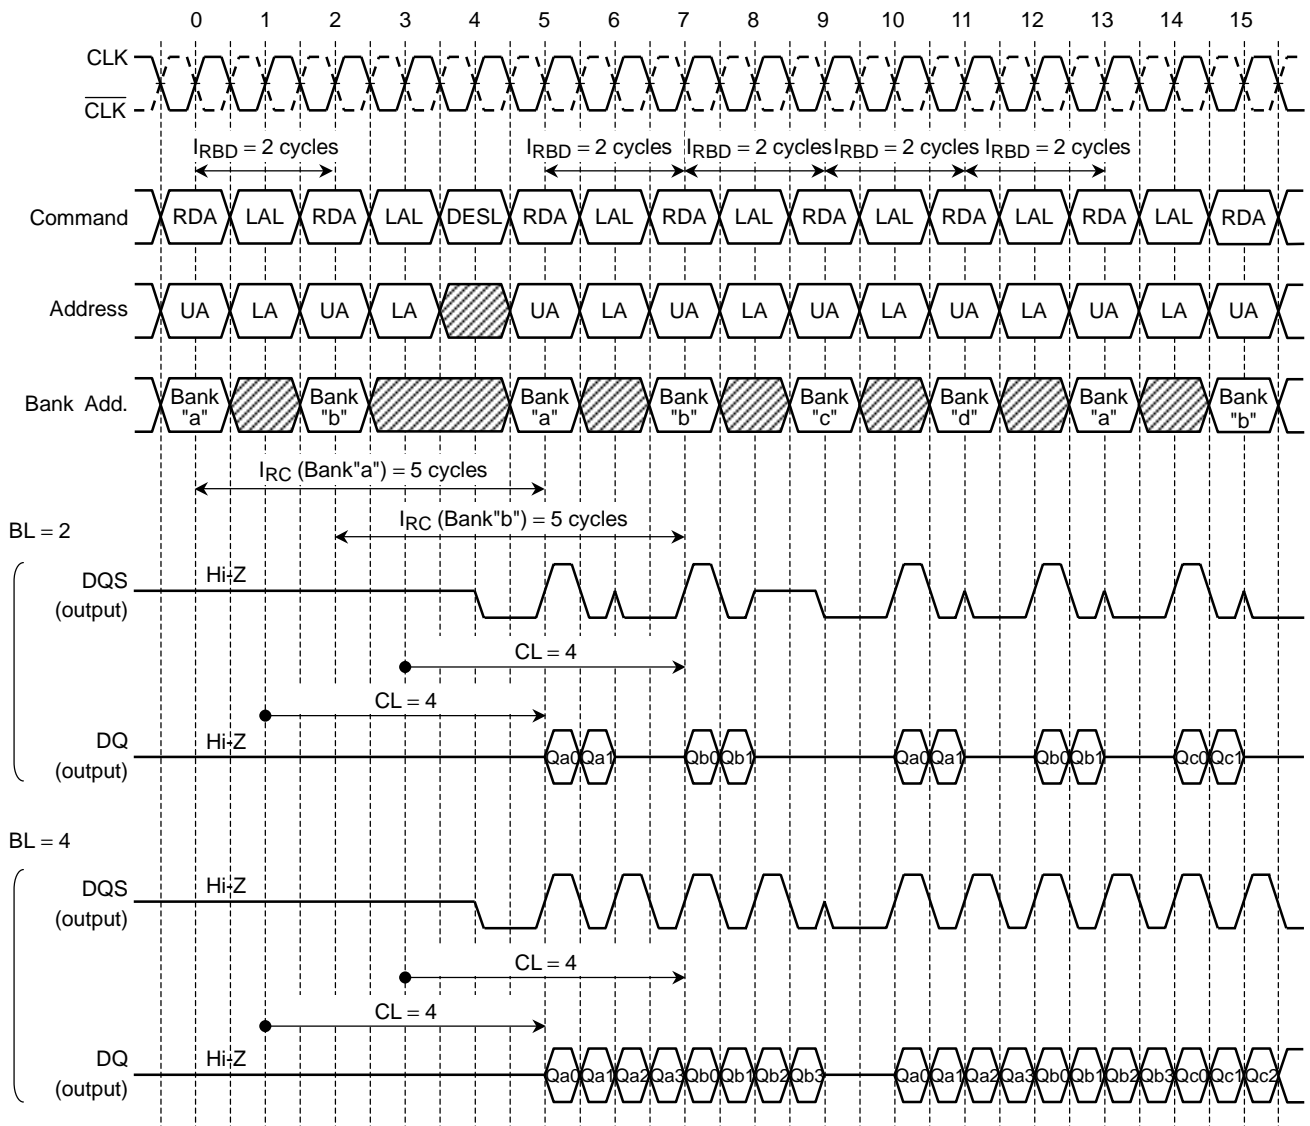 0 1 2 3 4 5 6 7 8 9 10 11 12 13 14 15
CLK
CLK
IRBD = 2 cycles IRBD = 2 cycles IRBD = 2 cycles IRBD = 2 cycles IRBD = 2 cycles
Command RDA LAL RDA LAL DESL RDA LAL RDA LAL RDA LAL RDA LAL RDA LAL RDA
Address UA LA UA LA UA LA UA LA UA LA UA LA UA LA UA
Bank Add. Bank "a" Bank "b" Bank "a" Bank "b" Bank "c" Bank "d" Bank "a" Bank "b"
IRC (Bank"a") = 5 cycles
IRC (Bank"b") = 5 cycles
BL = 2
DQS (output) Hi-Z
CL = 4
CL = 4
DQ (output) Hi-Z Qa0 Qa1 Qb0 Qb1 Qa0 Qa1 Qb0 Qb1 Qc0 Qc1
BL = 4
DQS (output) Hi-Z
CL = 4
CL = 4
DQ (output) Hi-Z Qa0 Qa1 Qa2 Qa3 Qb0 Qb1 Qb2 Qb3 Qa0 Qa1 Qa2 Qa3 Qb0 Qb1 Qb2 Qb3 Qc0 Qc1 Qc2